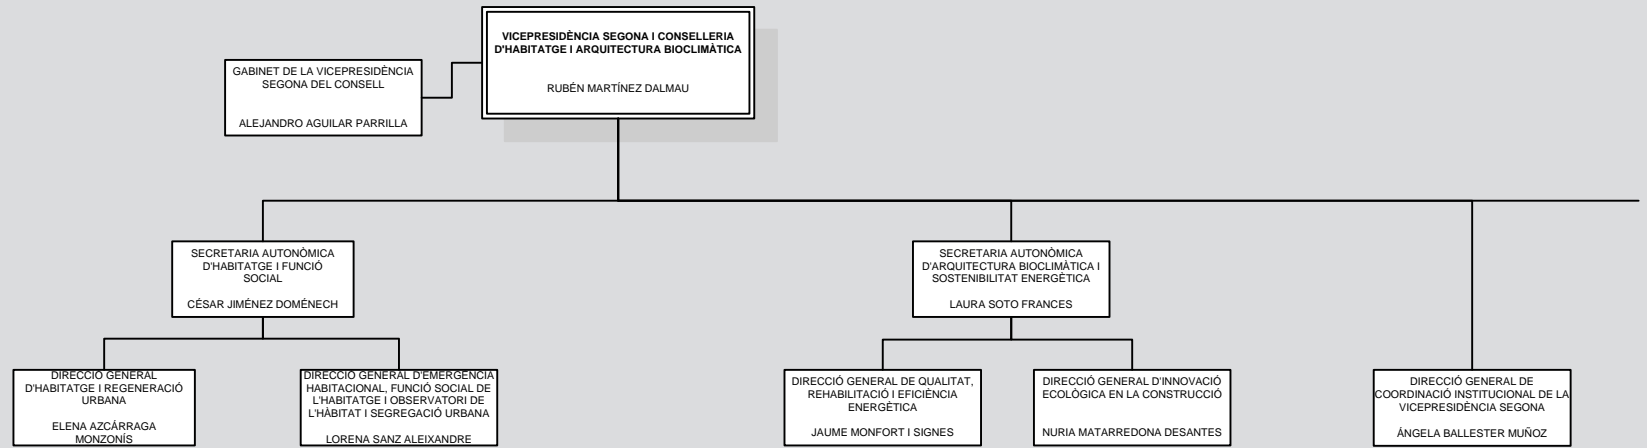 VICEPRESIDÈNCIA SEGONA I CONSELLERIA
D'HABITATGE I ARQUITECTURA BIOCLIMÀTICA
RUBÉN MARTÍNEZ DALMAU
GABINET DE LA VICEPRESIDÈNCIA
SEGONA DEL CONSELL
ALEJANDRO AGUILAR PARRILLA
SECRETARIA AUTONÒMICA
D'HABITATGE I FUNCIÓ
SOCIAL
CÉSAR JIMÉNEZ DOMÉNECH
SECRETARIA AUTONÒMICA
D'ARQUITECTURA BIOCLIMÀTICA I
SOSTENIBILITAT ENERGÈTICA
LAURA SOTO FRANCES
DIRECCIÓ GENERAL
D'HABITATGE I REGENERACIÓ
URBANA
ELENA AZCÁRRAGA
MONZONÍS
DIRECCIÓ GENERAL D'EMERGÈNCIA
HABITACIONAL, FUNCIÓ SOCIAL DE
L'HABITATGE I OBSERVATORI DE
L'HÀBITAT I SEGREGACIÓ URBANA
LORENA SANZ ALEIXANDRE
DIRECCIÓ GENERAL DE QUALITAT,
REHABILITACIÓ I EFICIÈNCIA
ENERGÈTICA
JAUME MONFORT I SIGNES
DIRECCIÓ GENERAL D'INNOVACIÓ
ECOLÒGICA EN LA CONSTRUCCIÓ
NURIA MATARREDONA DESANTES
DIRECCIÓ GENERAL DE
COORDINACIÓ INSTITUCIONAL DE LA
VICEPRESIDÈNCIA SEGONA
ÁNGELA BALLESTER MUÑOZ